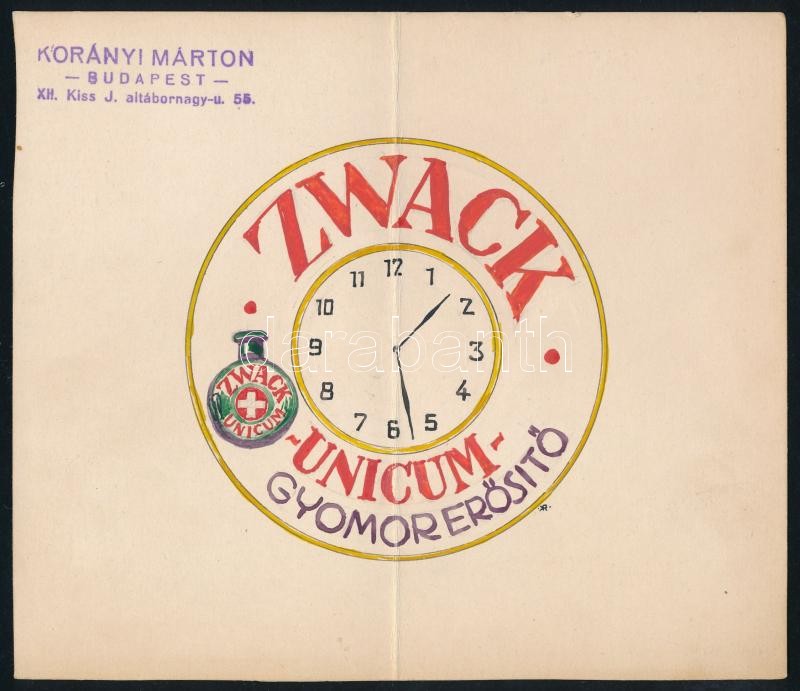 KORÁNYI MÁRTON
— BUDAPEST —
XII. Kiss J. altábornagy-u. 55.
ZWACK
12
1
2
3
4
5
6
7
8
9
10
11
darabanth
ZWACK
UNICUM
~UNICUM~
GYOMORERŐSITŐ